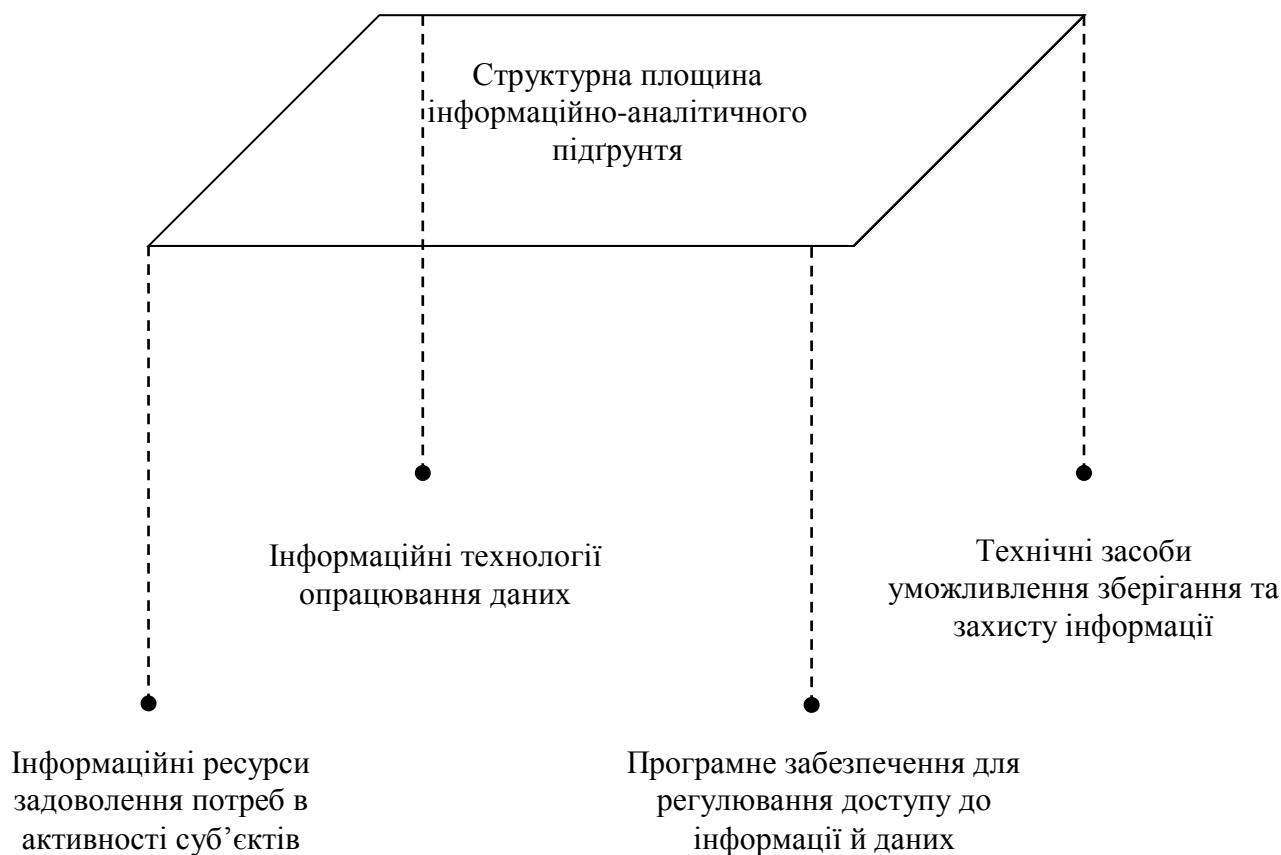 Структурна площина
інформаційно-аналітичного
підґрунтя
Інформаційні технології
опрацювання даних
Технічні засоби
уможливлення зберігання та
захисту інформації
Інформаційні ресурси
задоволення потреб в
активності суб’єктів
Програмне забезпечення для
регулювання доступу до
інформації й даних